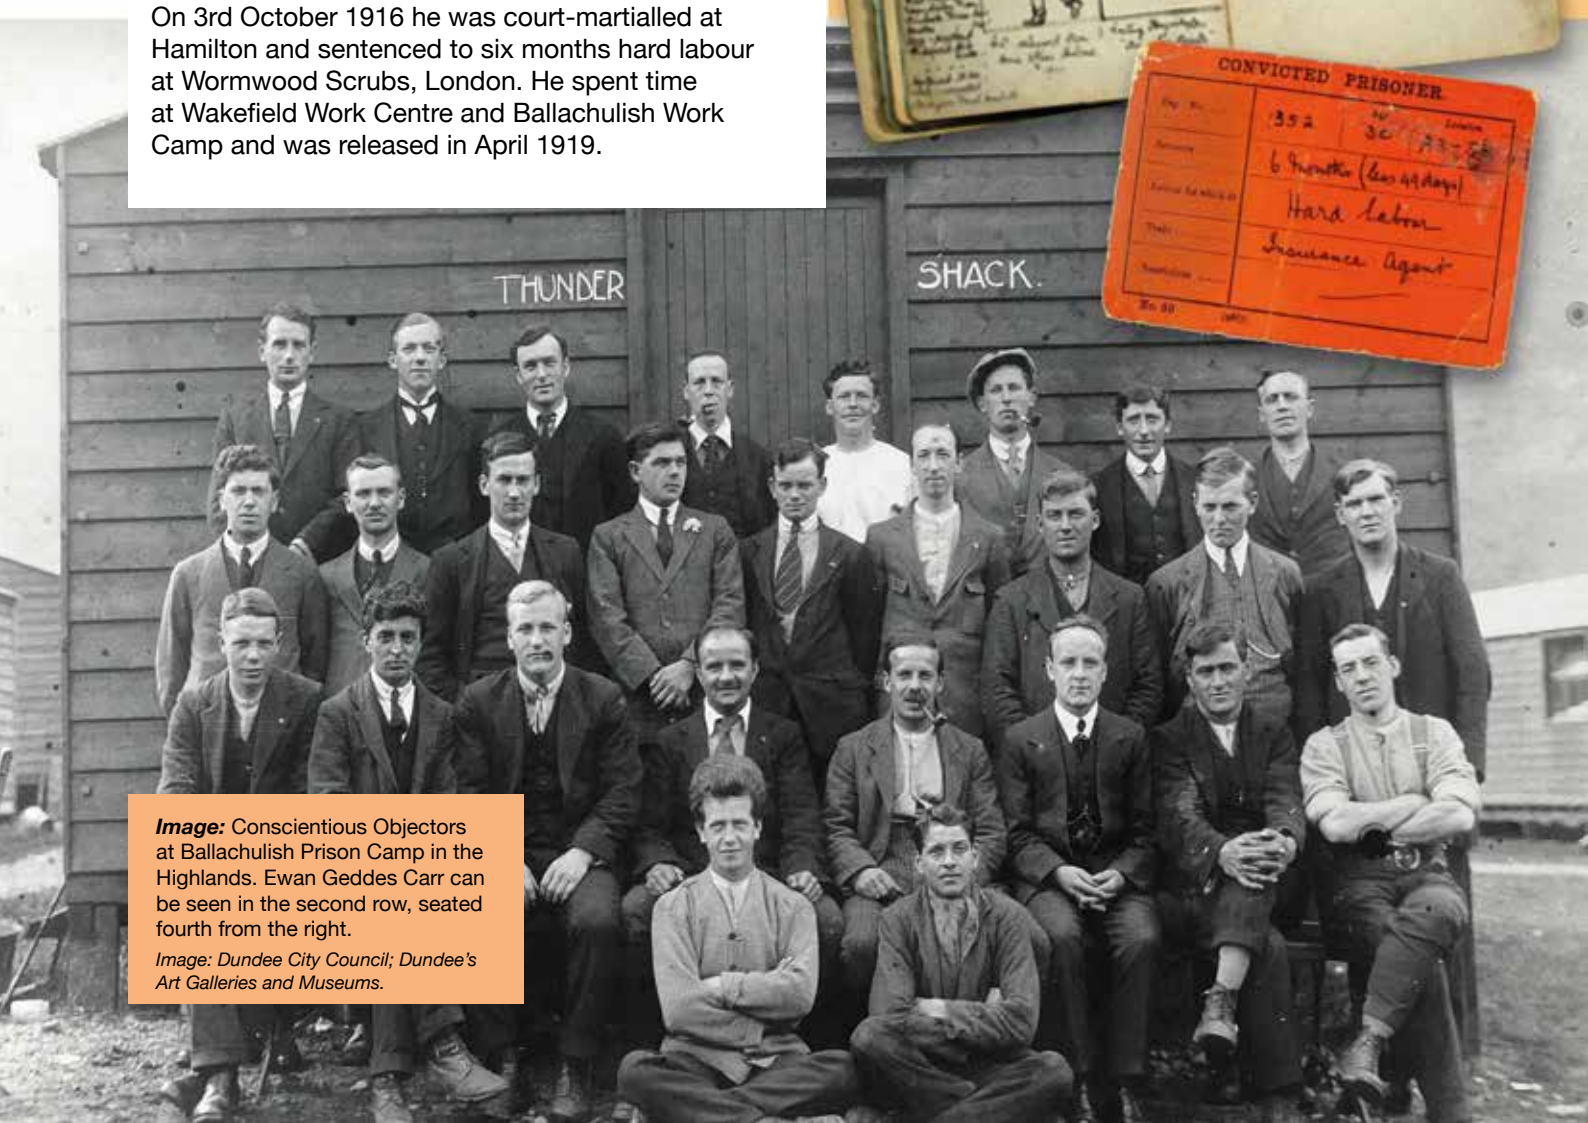 On 3rd October 1916 he was court-martialled at
Hamilton and sentenced to six months hard labour
at Wormwood Scrubs, London. He spent time
at Wakefield Work Centre and Ballachulish Work
Camp and was released in April 1919.
CONVICTED PRISONER
352
6 months (less 49 days)
Hard labour
Insurance Agent
THUNDER SHACK.
Image: Conscientious Objectors
at Ballachulish Prison Camp in the
Highlands. Ewan Geddes Carr can
be seen in the second row, seated
fourth from the right.
Image: Dundee City Council; Dundee's
Art Galleries and Museums.